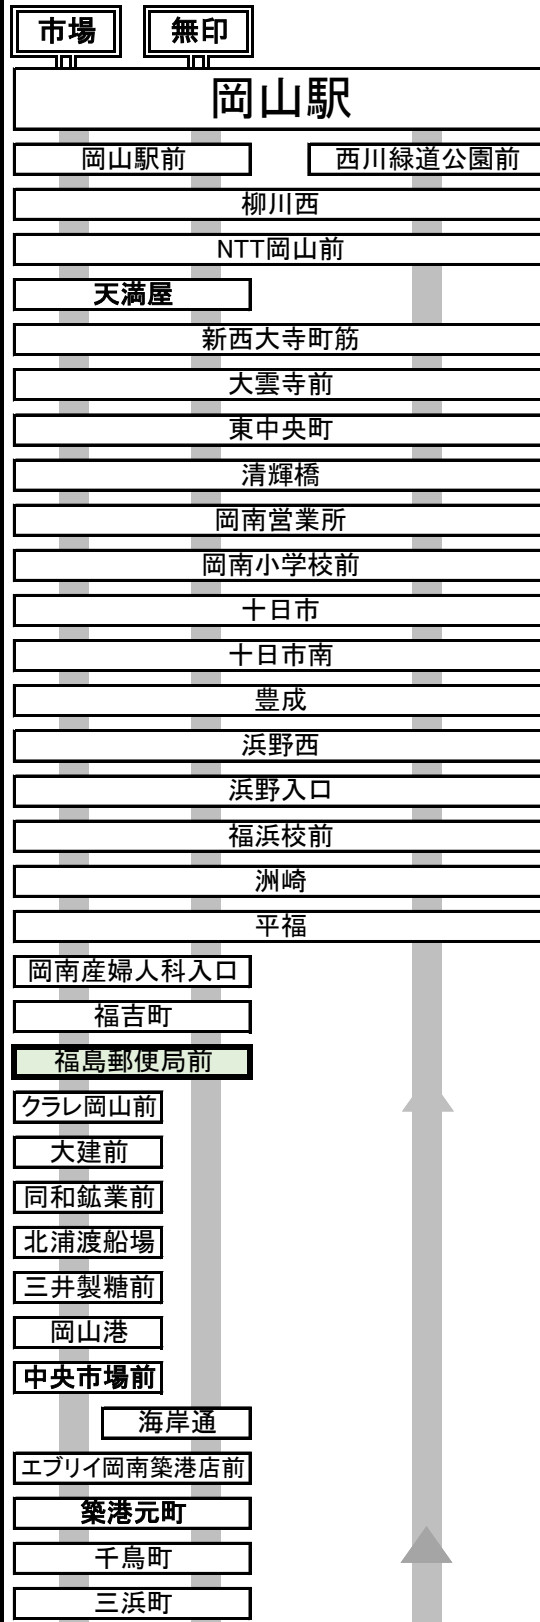 市場 無印
岡山駅
岡山駅前 西川緑道公園前
柳川西
NTT岡山前
天満屋
新西大寺町筋
大雲寺前
東中央町
清輝橋
岡南営業所
岡南小学校前
十日市
十日市南
豊成
浜野西
浜野入口
福浜校前
洲崎
平福
岡南産婦人科入口
福吉町
福島郵便局前
クラレ岡山前
大建前
同和鉱業前
北浦渡船場
三井製糖前
岡山港
中央市場前
海岸通
エブリイ岡南築港店前
築港元町
千鳥町
三浜町